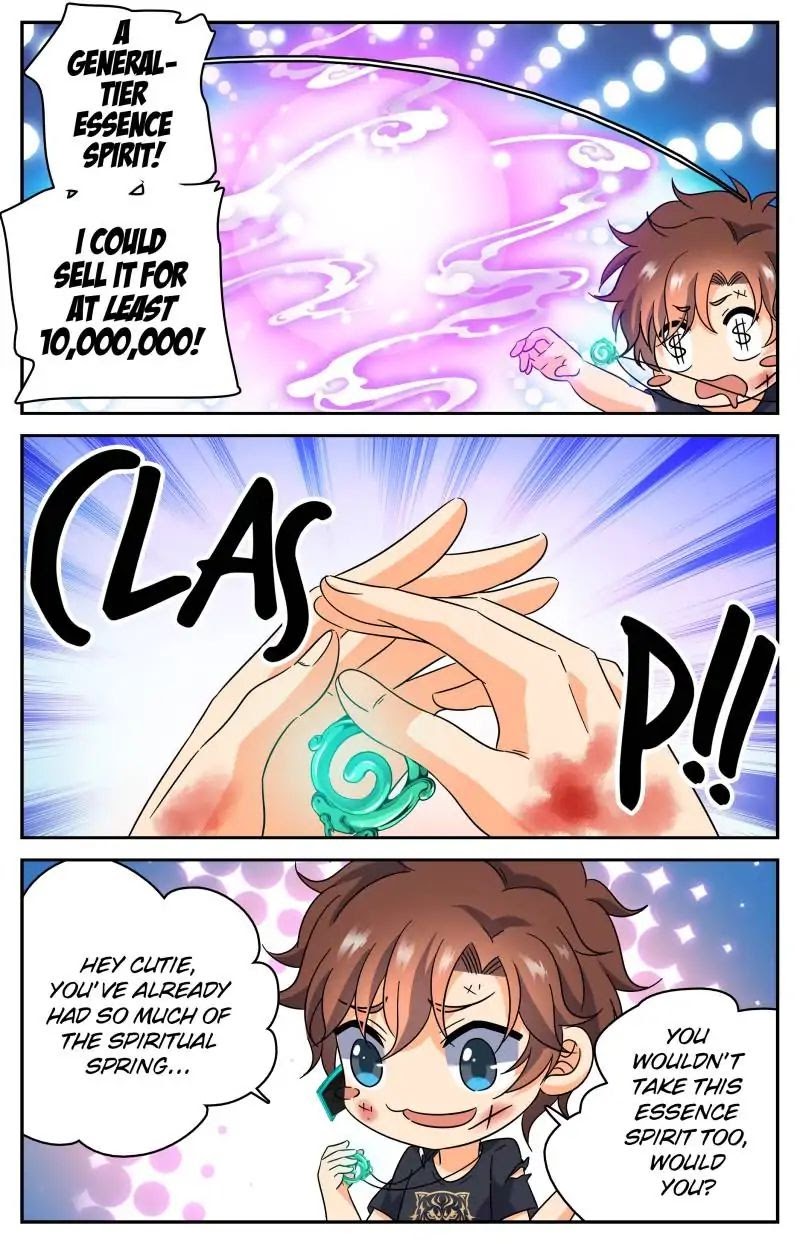 A
GENERAL-
TIER
ESSENCE
SPIRIT!
I COULD
SELL IT FOR
AT LEAST
10,000,000!
$ $
CLASP!!
HEY CUTIE,
YOU'VE ALREADY
HAD SO MUCH OF
THE SPIRITUAL
SPRING...
YOU
WOULDN'T
TAKE THIS
ESSENCE
SPIRIT TOO,
WOULD
YOU?